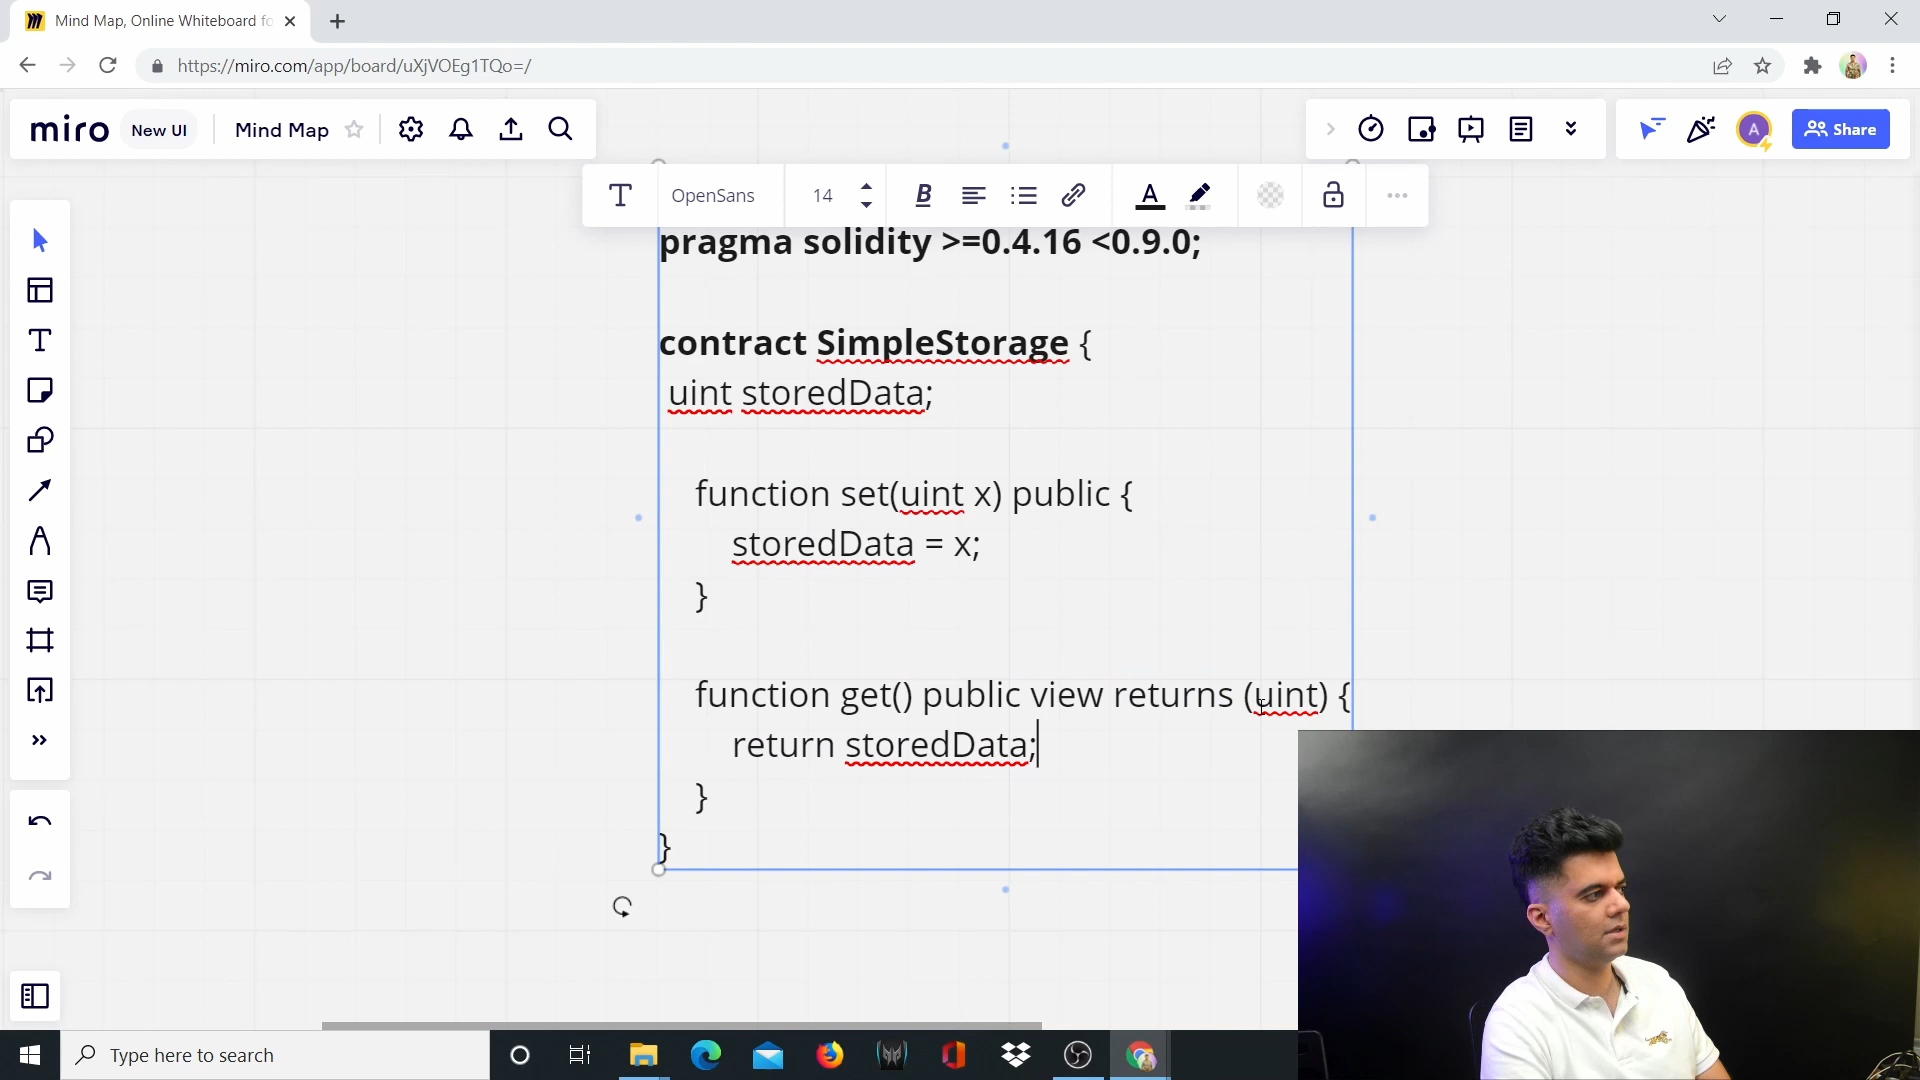 Mind Map, Online Whiteboard fo
https://miro.com/app/board/uXjVOEg1TQo=/
miro New UI Mind Map
A Share
OpenSans 14 B A
pragma solidity >=0.4.16 <0.9.0;
contract SimpleStorage {
uint storedData;
function set(uint x) public {
storedData = x;
}
function get() public view returns (uint) {
return storedData;
}
}
Type here to search